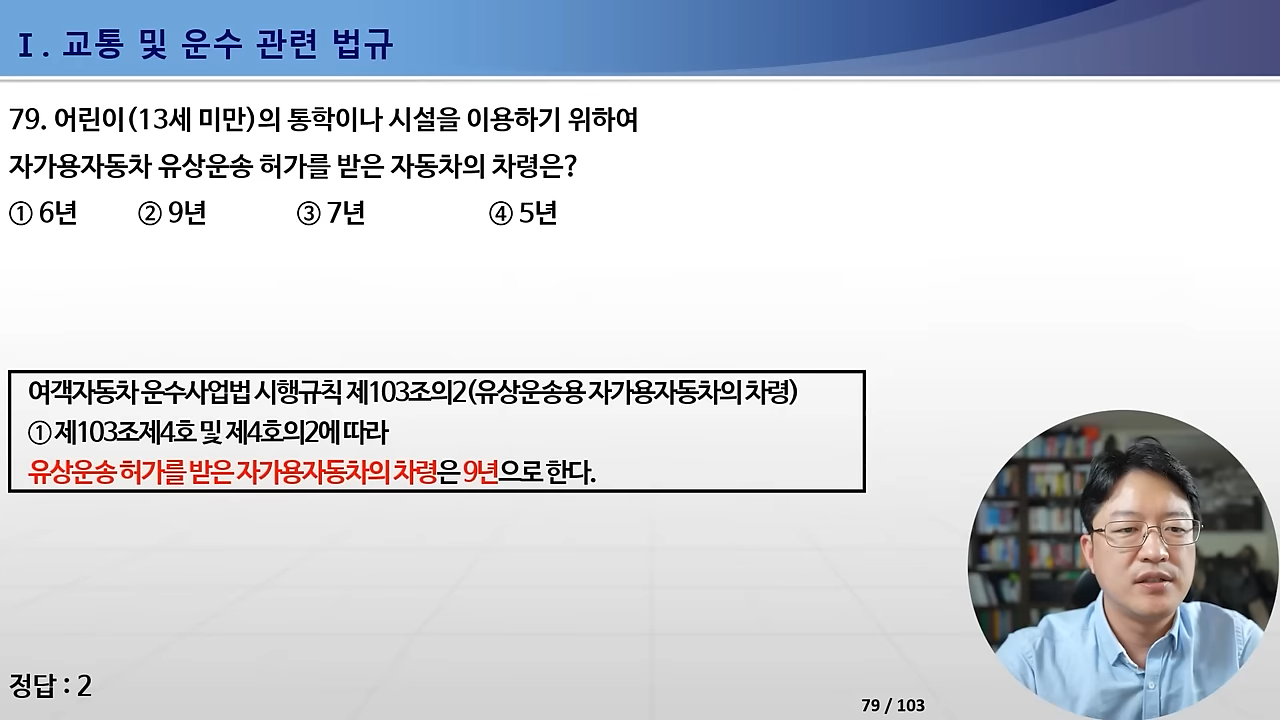 I. 교통 및 운수 관련 법규
79. 어린이(13세 미만)의 통학이나 시설을 이용하기 위하여
자가용자동차 유상운송 허가를 받은 자동차의 차령은?
① 6년 ② 9년 ③ 7년 ④ 5년
여객자동차 운수사업법 시행규칙 제103조의2(유상운송용 자가용자동차의 차령)
① 제103조제4호 및 제4호의2에 따라
유상운송 허가를 받은 자가용자동차의 차령은 9년으로 한다.
정답 : 2
79 / 103